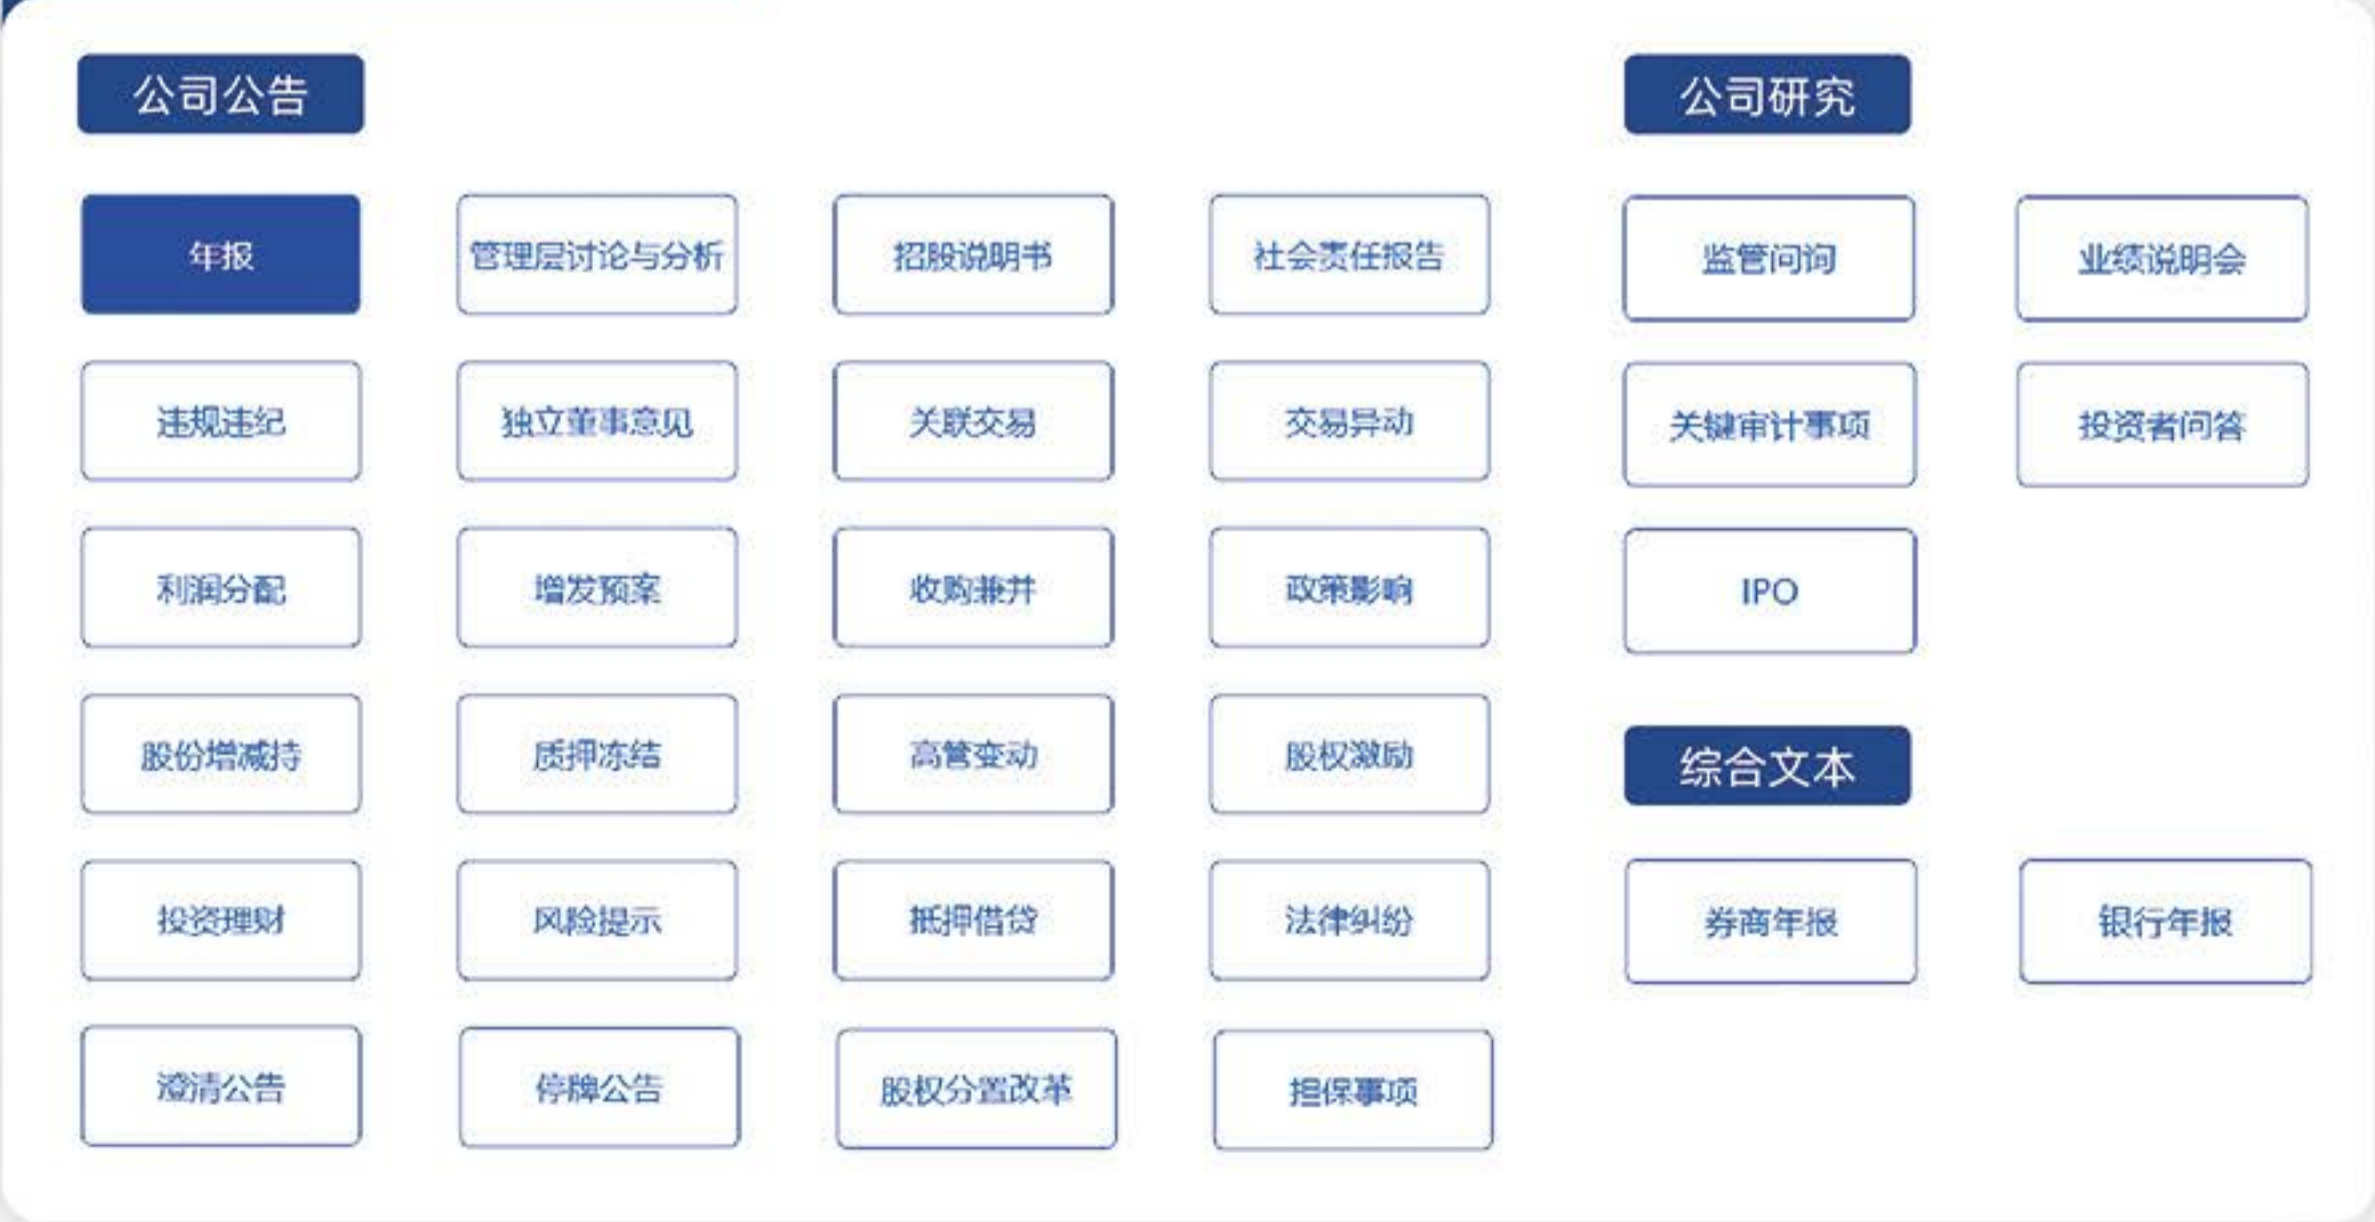 公司公告
年报
管理层讨论与分析
招股说明书
社会责任报告
违规违纪
独立董事意见
关联交易
交易异动
利润分配
增发预案
收购兼并
政策影响
股份增减持
质押冻结
高管变动
股权激励
投资理财
风险提示
抵押借贷
法律纠纷
澄清公告
停牌公告
股权分置改革
担保事项
公司研究
监管问询
业绩说明会
关键审计事项
投资者问答
IPO
综合文本
券商年报
银行年报